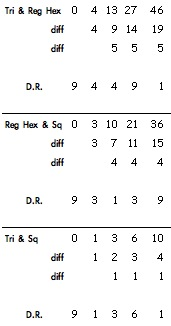 Tri & Reg Hex 0 4 13 27 46
diff 4 9 14 19
diff 5 5 5
D.R. 9 4 4 9 1
Reg Hex & Sq 0 3 10 21 36
diff 3 7 11 15
diff 4 4 4
D.R. 9 3 1 3 9
Tri & Sq 0 1 3 6 10
diff 1 2 3 4
diff 1 1 1
D.R. 9 1 3 6 1